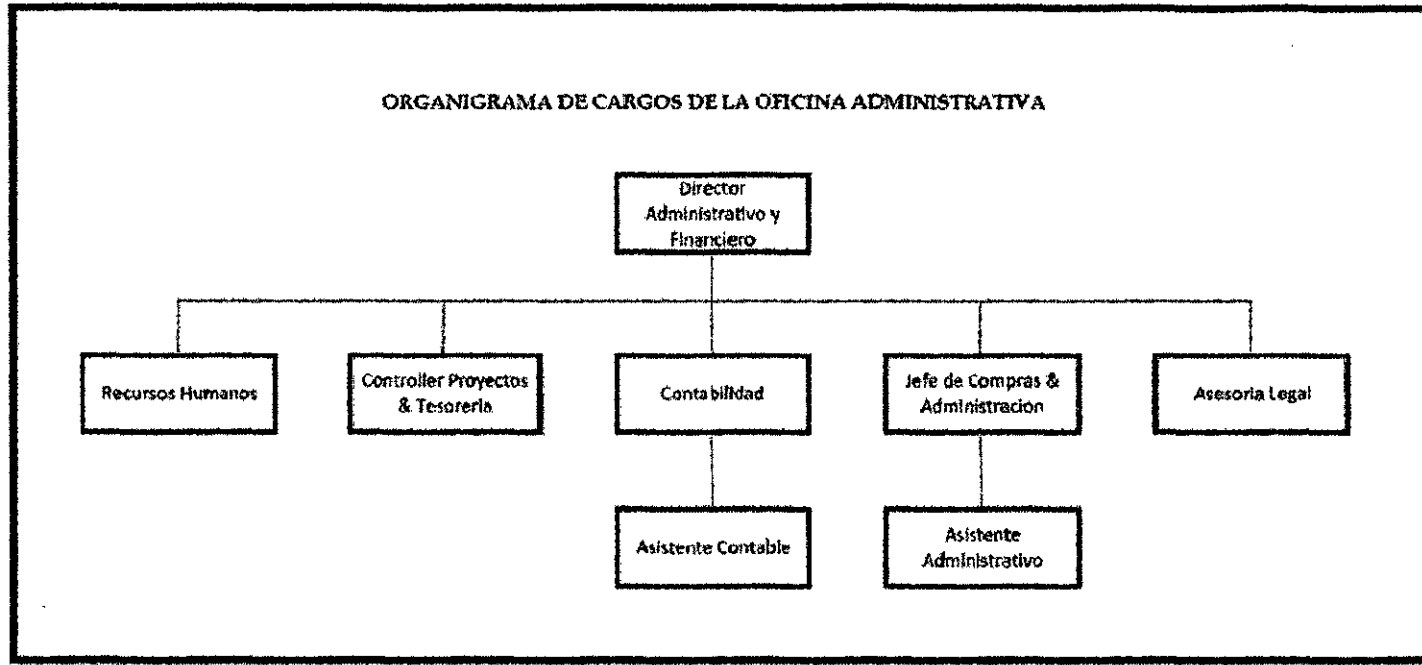 ORGANIGRAMA DE CARGOS DE LA OFICINA ADMINISTRATIVA
Director
Administrativo y
Financiero
Recursos Humanos
Controller Proyectos
& Tesoreria
Contabilidad
Jefe de Compras &
Administracion
Asesoria Legal
Asistente Contable
Asistente
Administrativo